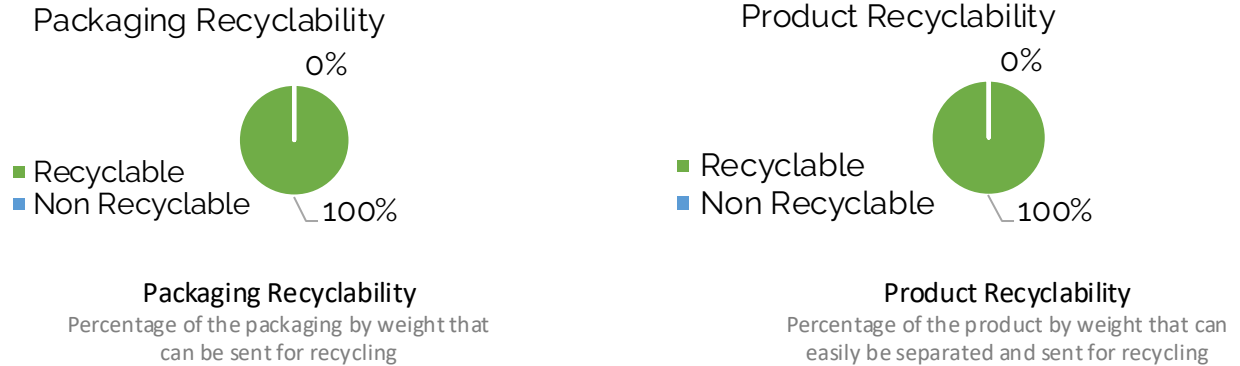 Packaging Recyclability
0%
Recyclable
Non Recyclable
100%
Packaging Recyclability
Percentage of the packaging by weight that
can be sent for recycling
Product Recyclability
0%
Recyclable
Non Recyclable
100%
Product Recyclability
Percentage of the product by weight that can
easily be separated and sent for recycling